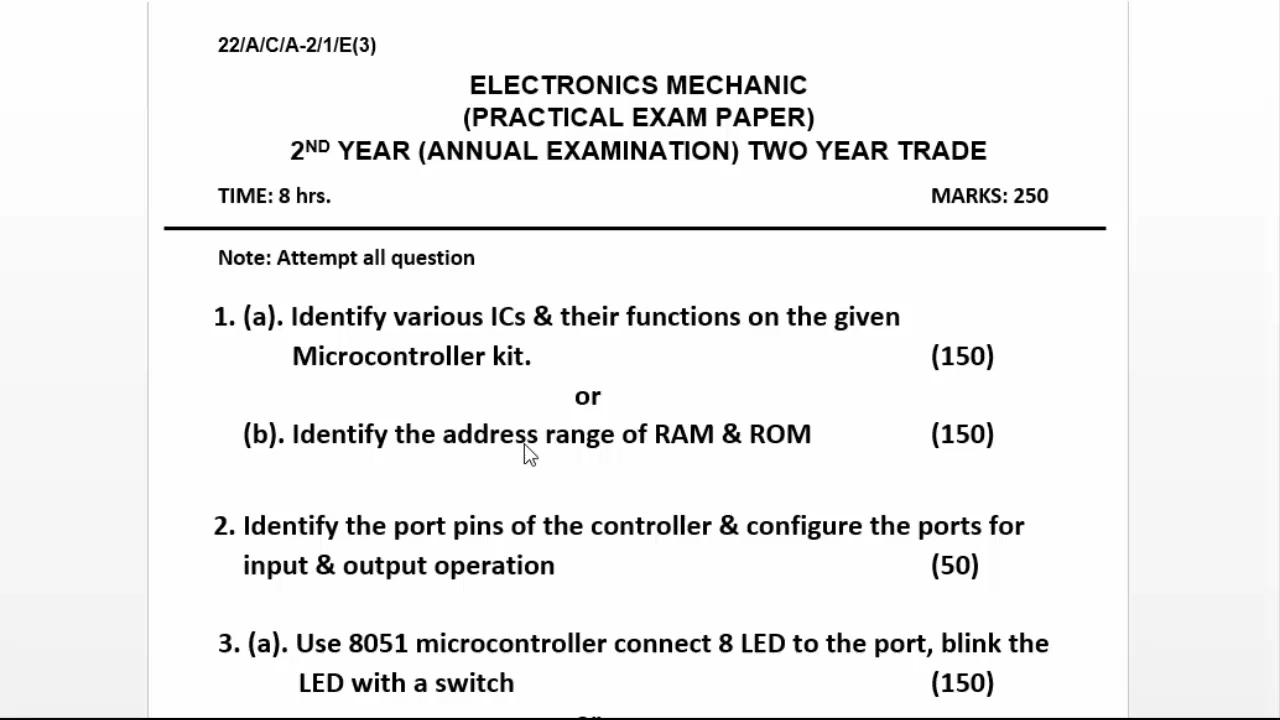 22/A/C/A-2/1/E(3)
ELECTRONICS MECHANIC
(PRACTICAL EXAM PAPER)
2ND YEAR (ANNUAL EXAMINATION) TWO YEAR TRADE
TIME: 8 hrs. MARKS: 250
Note: Attempt all question
1. (a). Identify various ICs & their functions on the given
Microcontroller kit. (150)
or
(b). Identify the address range of RAM & ROM (150)
2. Identify the port pins of the controller & configure the ports for
input & output operation (50)
3. (a). Use 8051 microcontroller connect 8 LED to the port, blink the
LED with a switch (150)